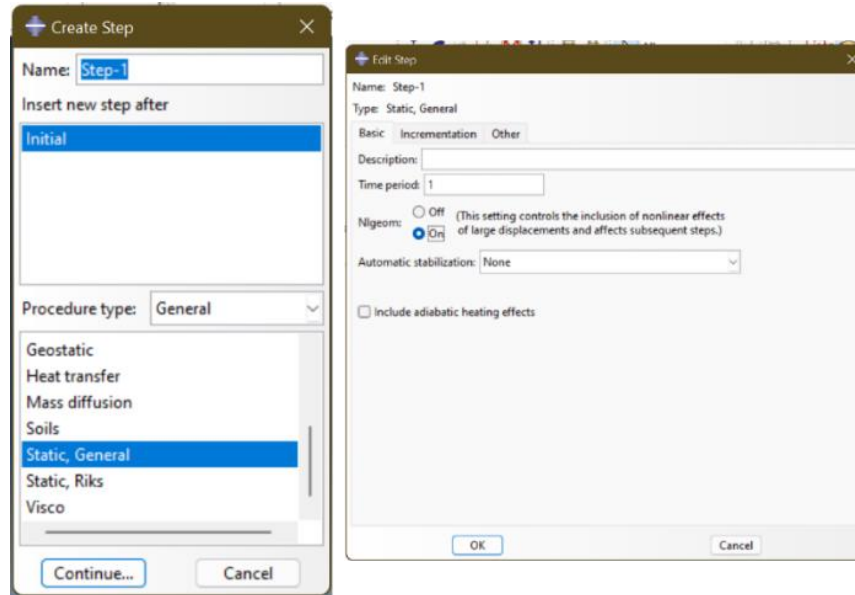 Create Step
Name: Step-1
Insert new step after
Initial
Procedure type: General
Geostatic
Heat transfer
Mass diffusion
Soils
Static, General
Static, Riks
Visco
Continue...
Cancel
Edit Step
Name: Step-1
Type: Static, General
Basic Incrementation Other
Description:
Time period: 1
Nlgeom:
Off
On
(This setting controls the inclusion of nonlinear effects
of large displacements and affects subsequent steps.)
Automatic stabilization: None
Include adiabatic heating effects
OK
Cancel